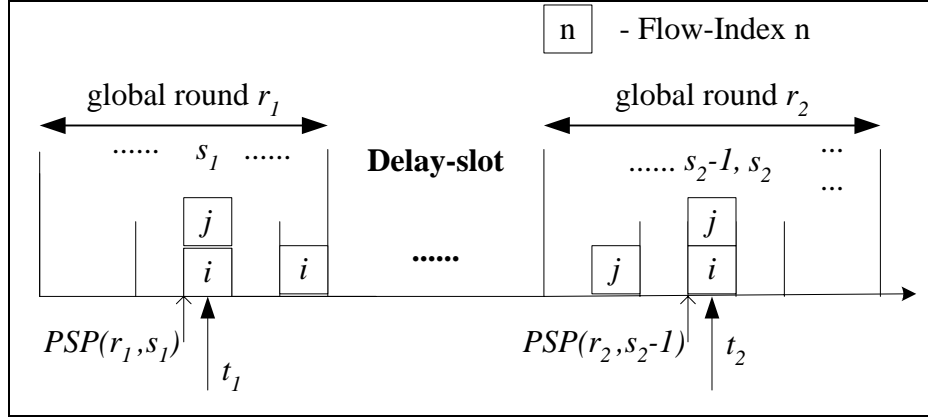 n - Flow-Index n
global round r1 global round r2
...... s1 ...... Delay-slot ...... s2-1, s2 ...
...
j j
i i ...... j i
PSP(r1,s1) PSP(r2,s2-1)
t1 t2